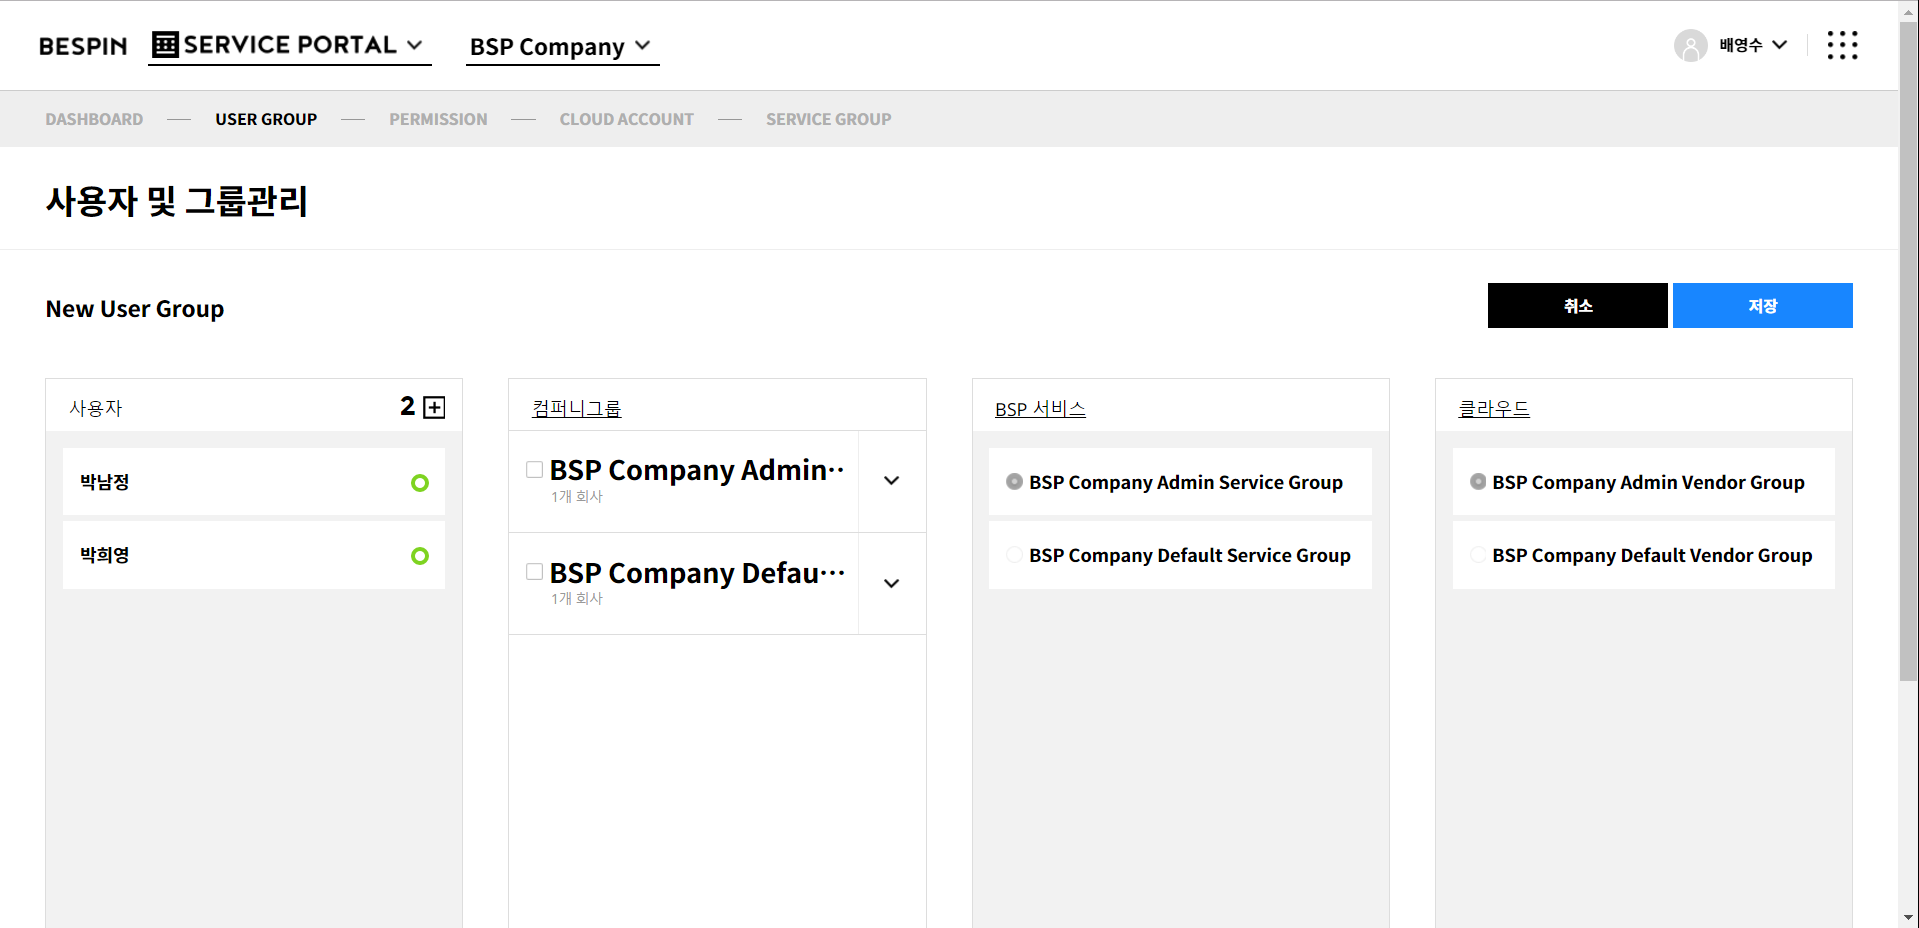 BESPIN SERVICE PORTAL BSP Company 배영수
DASHBOARD USER GROUP PERMISSION CLOUD ACCOUNT SERVICE GROUP
사용자 및 그룹관리
New User Group 취소 저장
사용자 2
박남정
박희영
컴퍼니그룹
BSP Company Admin··
1개 회사
BSP Company Defau···
1개 회사
BSP 서비스
BSP Company Admin Service Group
BSP Company Default Service Group
클라우드
BSP Company Admin Vendor Group
BSP Company Default Vendor Group